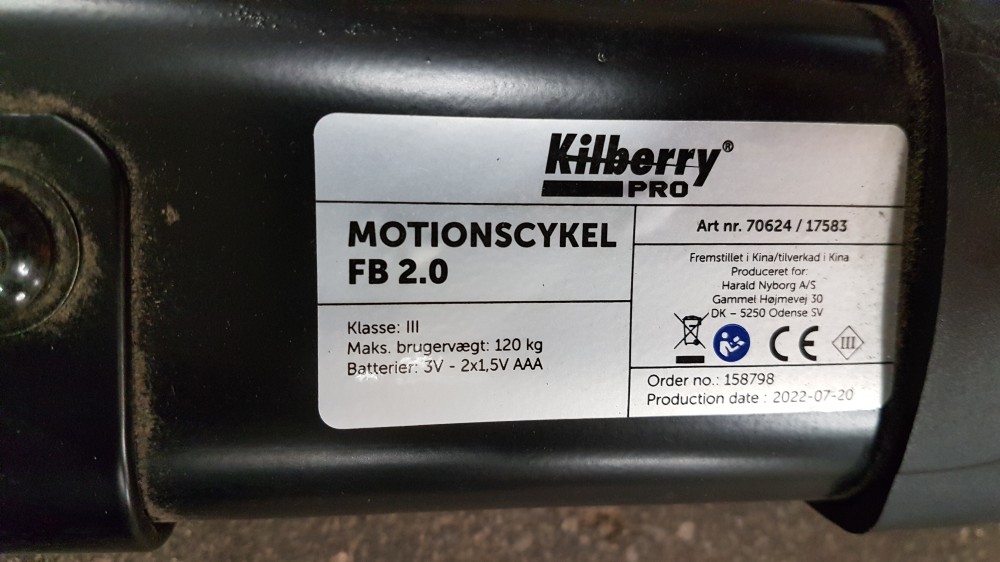 Kilberry®
PRO
MOTIONSCYKEL
FB 2.0
Klasse: III
Maks. brugervægt: 120 kg
Batterier: 3V - 2x1,5V AAA
Art nr. 70624 / 17583
Fremstillet i Kina/tilverkad i Kina
Produceret for:
Harald Nyborg A/S
Gammel Højmevej 30
DK – 5250 Odense SV
CE
III
Order no.: 158798
Production date : 2022-07-20